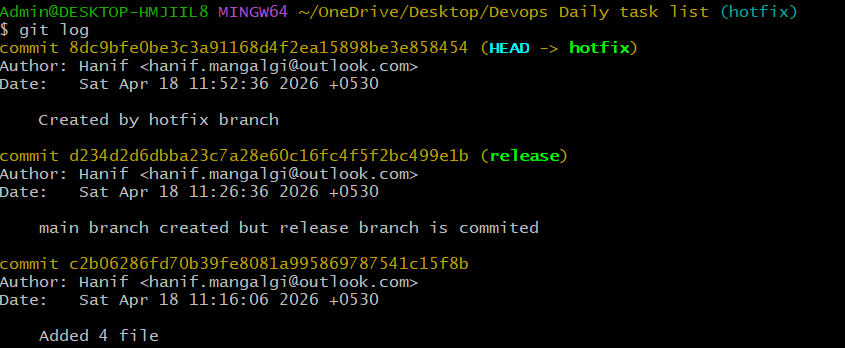 Admin@DESKTOP-HMJIIL8 MINGW64 ~/OneDrive/Desktop/Devops Daily task list (hotfix)
$ git log
commit 8dc9bfe0be3c3a91168d4f2ea15898be3e858454 (HEAD -> hotfix)
Author: Hanif <hanif.mangalgi@outlook.com>
Date:   Sat Apr 18 11:52:36 2026 +0530
Created by hotfix branch
commit d234d2d6dbba23c7a28e60c16fc4f5f2bc499e1b (release)
Author: Hanif <hanif.mangalgi@outlook.com>
Date:   Sat Apr 18 11:26:36 2026 +0530
main branch created but release branch is commited
commit c2b06286fd70b39fe8081a995869787541c15f8b
Author: Hanif <hanif.mangalgi@outlook.com>
Date:   Sat Apr 18 11:16:06 2026 +0530
Added 4 file